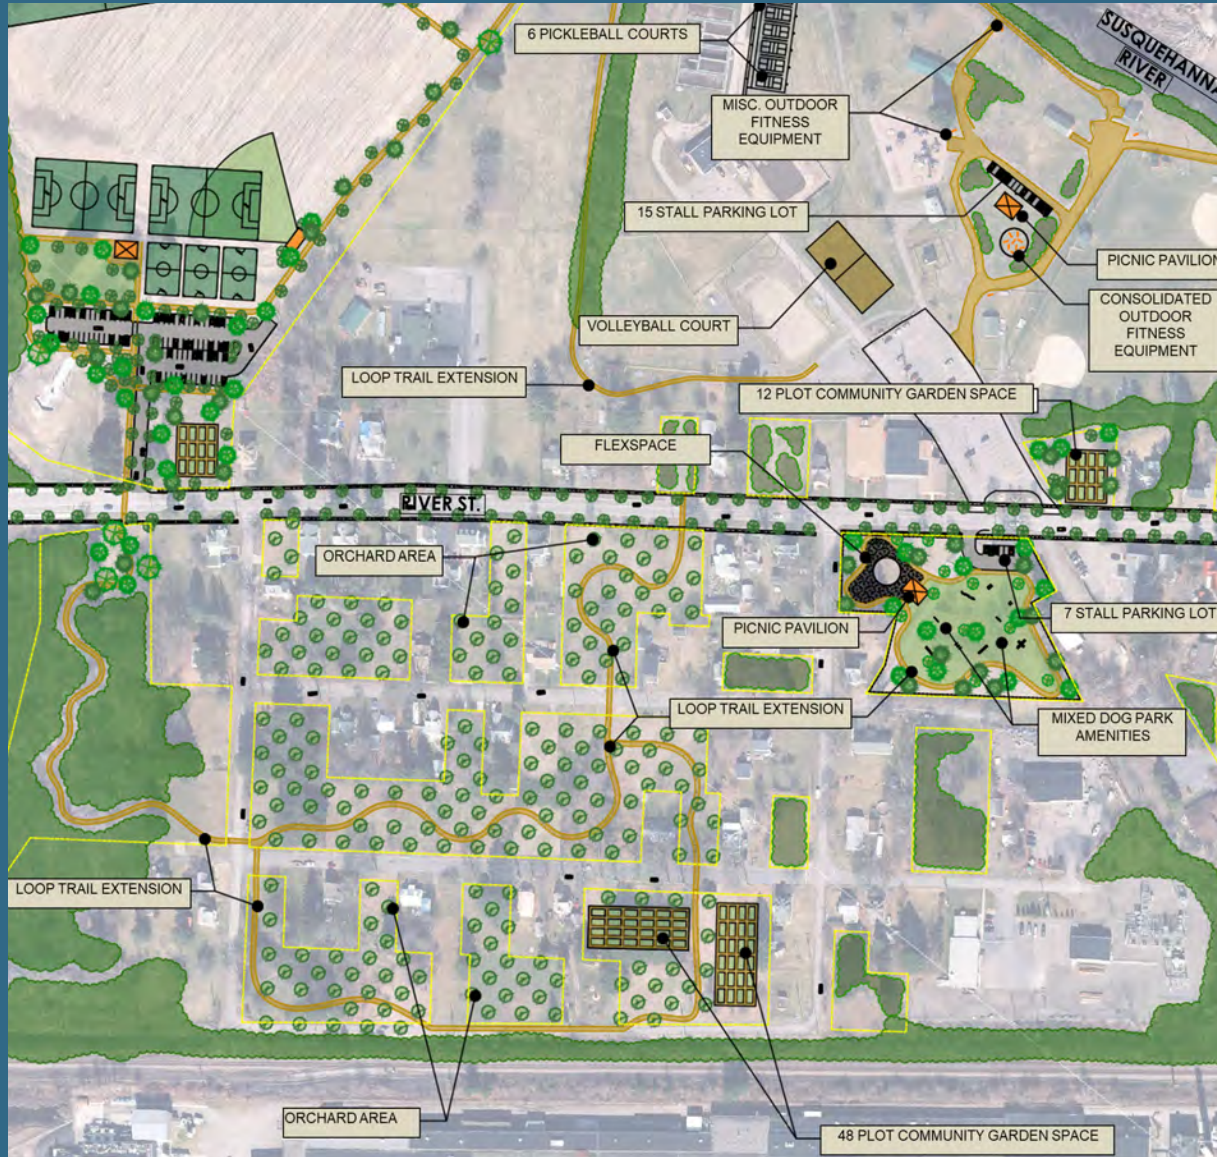 6 PICKLEBALL COURTS
SUSQUEHANNA
RIVER
MISC. OUTDOOR
FITNESS
EQUIPMENT
15 STALL PARKING LOT
PICNIC PAVILION
VOLLEYBALL COURT
CONSOLIDATED
OUTDOOR
FITNESS
EQUIPMENT
LOOP TRAIL EXTENSION
12 PLOT COMMUNITY GARDEN SPACE
FLEXSPACE
RIVER ST.
ORCHARD AREA
PICNIC PAVILION
7 STALL PARKING LOT
LOOP TRAIL EXTENSION
MIXED DOG PARK
AMENITIES
LOOP TRAIL EXTENSION
ORCHARD AREA
48 PLOT COMMUNITY GARDEN SPACE